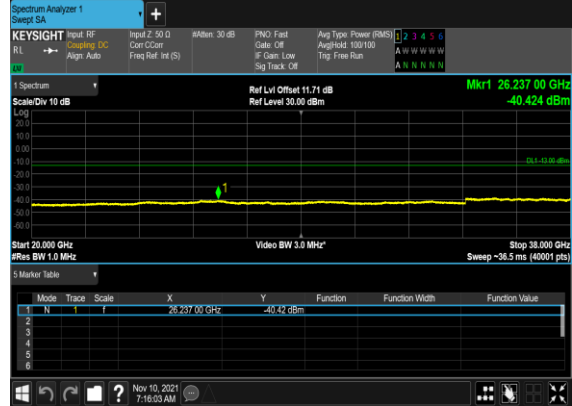 Spectrum Analyzer 1
Swept SA
+
KEYSIGHT Input: RF Input Z: 50 Ω #Atten: 30 dB PNO: Fast Avg Type: Power (RMS) 1 2 3 4 5 6
RL Coupling: DC Corr CCorr Gate: Off Avg|Hold: 100/100 A W W W W W
Align: Auto Freq Ref: Int (S) IF Gain: Low Trig: Free Run
Sig Track: Off A N N N N N
1 Spectrum Ref Lvl Offset 11.71 dB Mkr1 26.237 00 GHz
Scale/Div 10 dB Ref Level 30.00 dBm -40.424 dBm
Log
20.0
10.0
0.00
-10.0
DL1 -13.00 dBm
-20.0
-30.0
1
-40.0
-50.0
-60.0
Start 20.000 GHz Video BW 3.0 MHz* Stop 38.000 GHz
#Res BW 1.0 MHz Sweep ~36.5 ms (40001 pts)
5 Marker Table
Mode Trace Scale X Y Function Function Width Function Value
1 N 1 f 26.237 00 GHz -40.42 dBm
2
3
4
5
6
? Nov 10, 2021
7:16:03 AM